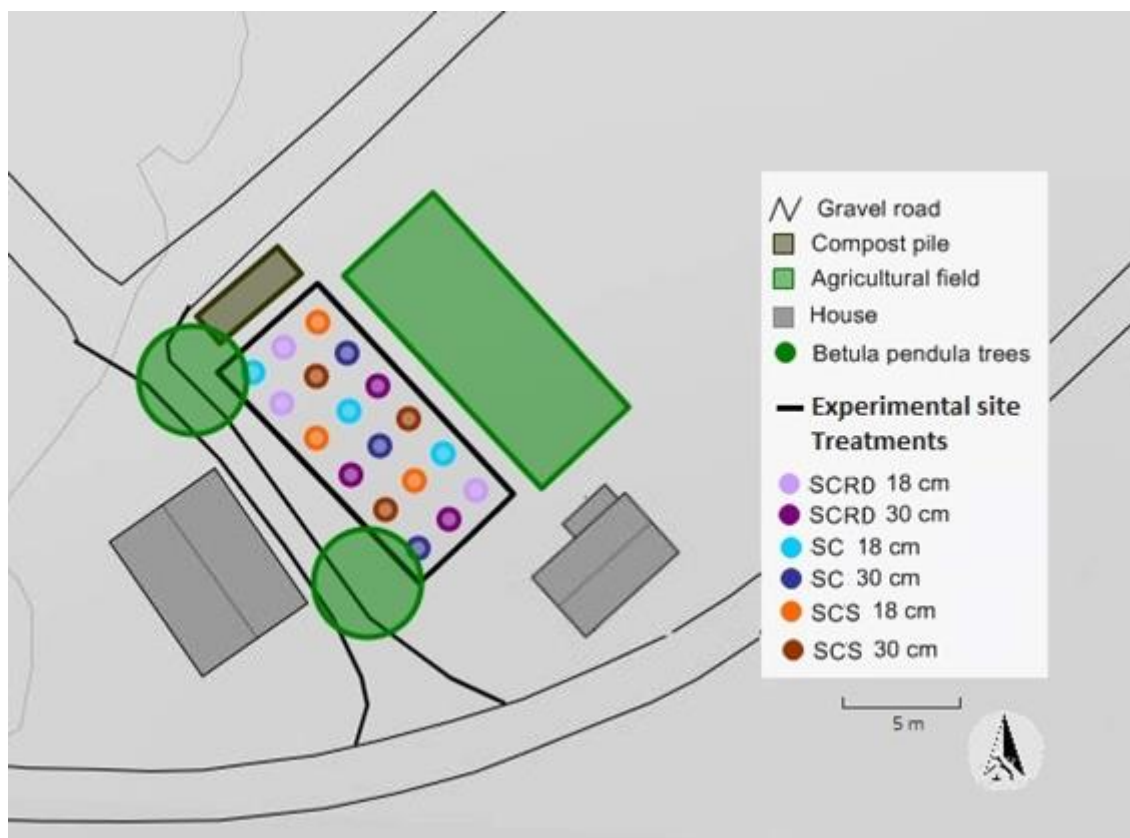 Gravel road
Compost pile
Agricultural field
House
Betula pendula trees
Experimental site
Treatments
SCRD 18 cm
SCRD 30 cm
SC 18 cm
SC 30 cm
SCS 18 cm
SCS 30 cm
5 m